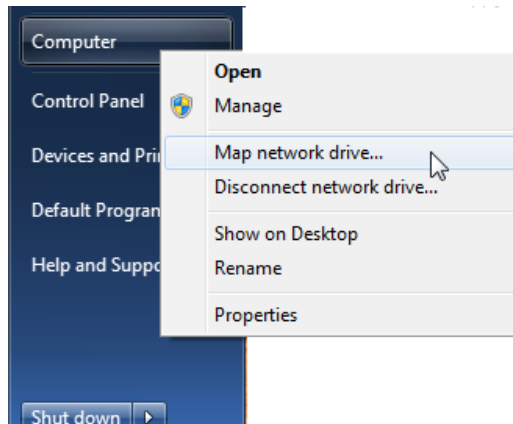 Computer
Open
Control Panel
Manage
Devices and Pri
Map network drive...
Disconnect network drive...
Default Progran
Show on Desktop
Help and Suppo
Rename
Properties
Shut down